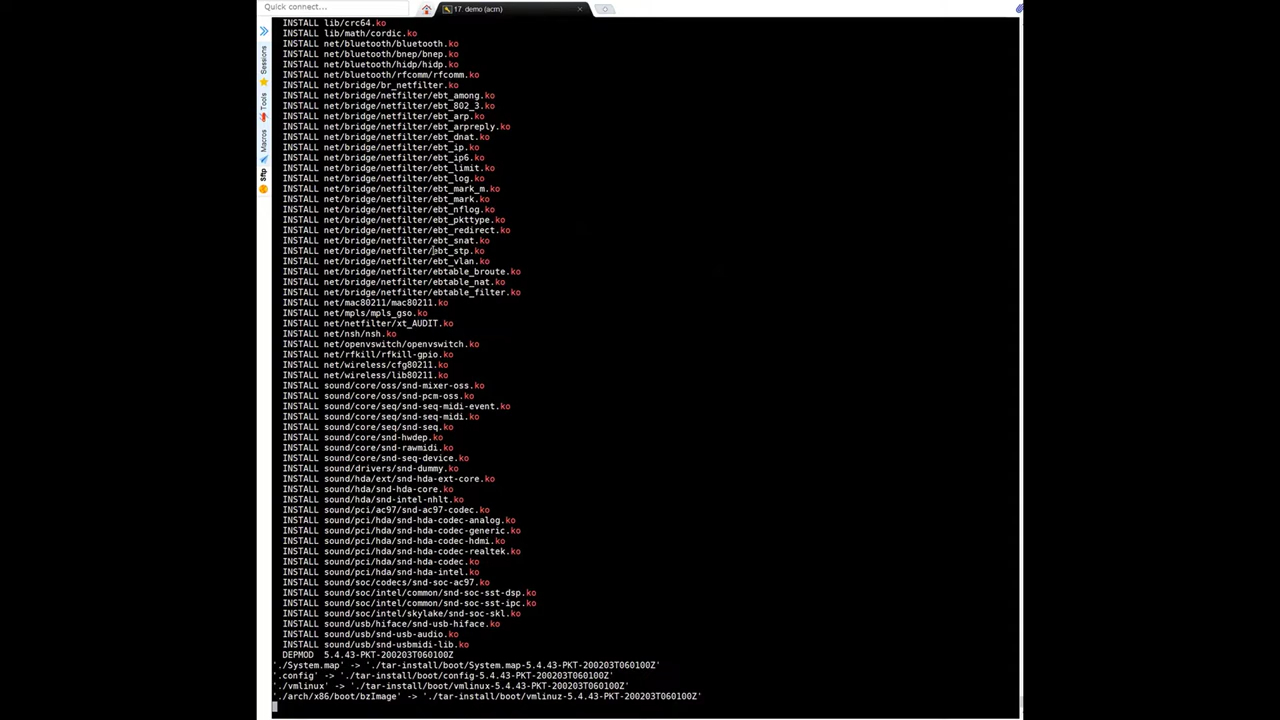 Quick connect...
17. demo (acrn)
Sessions
Tools
Macros
Sftp
INSTALL lib/crc64.ko
INSTALL lib/math/cordic.ko
INSTALL net/bluetooth/bluetooth.ko
INSTALL net/bluetooth/bnep/bnep.ko
INSTALL net/bluetooth/hidp/hidp.ko
INSTALL net/bluetooth/rfcomm/rfcomm.ko
INSTALL net/bridge/br_netfilter.ko
INSTALL net/bridge/netfilter/ebt_among.ko
INSTALL net/bridge/netfilter/ebt_802_3.ko
INSTALL net/bridge/netfilter/ebt_arp.ko
INSTALL net/bridge/netfilter/ebt_arpreply.ko
INSTALL net/bridge/netfilter/ebt_dnat.ko
INSTALL net/bridge/netfilter/ebt_ip.ko
INSTALL net/bridge/netfilter/ebt_ip6.ko
INSTALL net/bridge/netfilter/ebt_limit.ko
INSTALL net/bridge/netfilter/ebt_log.ko
INSTALL net/bridge/netfilter/ebt_mark_m.ko
INSTALL net/bridge/netfilter/ebt_mark.ko
INSTALL net/bridge/netfilter/ebt_nflog.ko
INSTALL net/bridge/netfilter/ebt_pkttype.ko
INSTALL net/bridge/netfilter/ebt_redirect.ko
INSTALL net/bridge/netfilter/ebt_snat.ko
INSTALL net/bridge/netfilter/ebt_stp.ko
INSTALL net/bridge/netfilter/ebt_vlan.ko
INSTALL net/bridge/netfilter/ebtable_broute.ko
INSTALL net/bridge/netfilter/ebtable_nat.ko
INSTALL net/bridge/netfilter/ebtable_filter.ko
INSTALL net/mac80211/mac80211.ko
INSTALL net/mpls/mpls_gso.ko
INSTALL net/netfilter/xt_AUDIT.ko
INSTALL net/nsh/nsh.ko
INSTALL net/openvswitch/openvswitch.ko
INSTALL net/rfkill/rfkill-gpio.ko
INSTALL net/wireless/cfg80211.ko
INSTALL net/wireless/lib80211.ko
INSTALL sound/core/oss/snd-mixer-oss.ko
INSTALL sound/core/oss/snd-pcm-oss.ko
INSTALL sound/core/seq/snd-seq-midi-event.ko
INSTALL sound/core/seq/snd-seq-midi.ko
INSTALL sound/core/seq/snd-seq.ko
INSTALL sound/core/snd-hwdep.ko
INSTALL sound/core/snd-rawmidi.ko
INSTALL sound/core/snd-seq-device.ko
INSTALL sound/drivers/snd-dummy.ko
INSTALL sound/hda/ext/snd-hda-ext-core.ko
INSTALL sound/hda/snd-hda-core.ko
INSTALL sound/hda/snd-intel-nhlt.ko
INSTALL sound/pci/ac97/snd-ac97-codec.ko
INSTALL sound/pci/hda/snd-hda-codec-analog.ko
INSTALL sound/pci/hda/snd-hda-codec-generic.ko
INSTALL sound/pci/hda/snd-hda-codec-hdmi.ko
INSTALL sound/pci/hda/snd-hda-codec-realtek.ko
INSTALL sound/pci/hda/snd-hda-codec.ko
INSTALL sound/pci/hda/snd-hda-intel.ko
INSTALL sound/soc/codecs/snd-soc-ac97.ko
INSTALL sound/soc/intel/common/snd-soc-sst-dsp.ko
INSTALL sound/soc/intel/common/snd-soc-sst-ipc.ko
INSTALL sound/soc/intel/skylake/snd-soc-skl.ko
INSTALL sound/usb/hiface/snd-usb-hiface.ko
INSTALL sound/usb/snd-usb-audio.ko
INSTALL sound/usb/snd-usbmidi-lib.ko
DEPMOD 5.4.43-PKT-200203T060100Z
'./System.map' -> './tar-install/boot/System.map-5.4.43-PKT-200203T060100Z'
'.config' -> './tar-install/boot/config-5.4.43-PKT-200203T060100Z'
'./vmlinux' -> './tar-install/boot/vmlinux-5.4.43-PKT-200203T060100Z'
'./arch/x86/boot/bzImage' -> './tar-install/boot/vmlinuz-5.4.43-PKT-200203T060100Z'